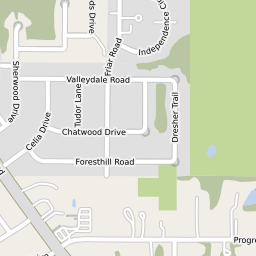 ds Drive
Friar Road
Independence C
Sherwood Drive
Valleydale Road
Tudor Lane
Celia Drive
Chatwood Drive
Dresher Trail
Foresthill Road
d
Progre